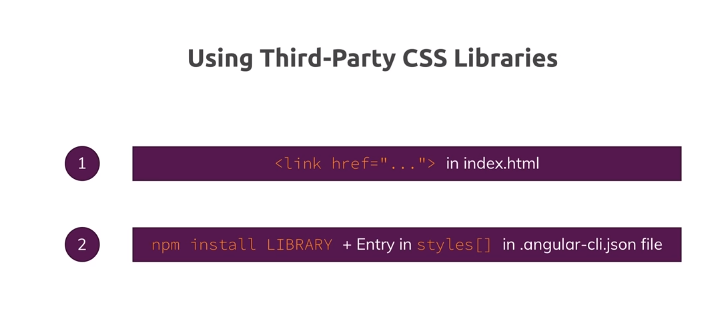 Using Third-Party CSS Libraries
1 <link href="..."> in index.html
2 npm install LIBRARY + Entry in styles[] in .angular-cli.json file